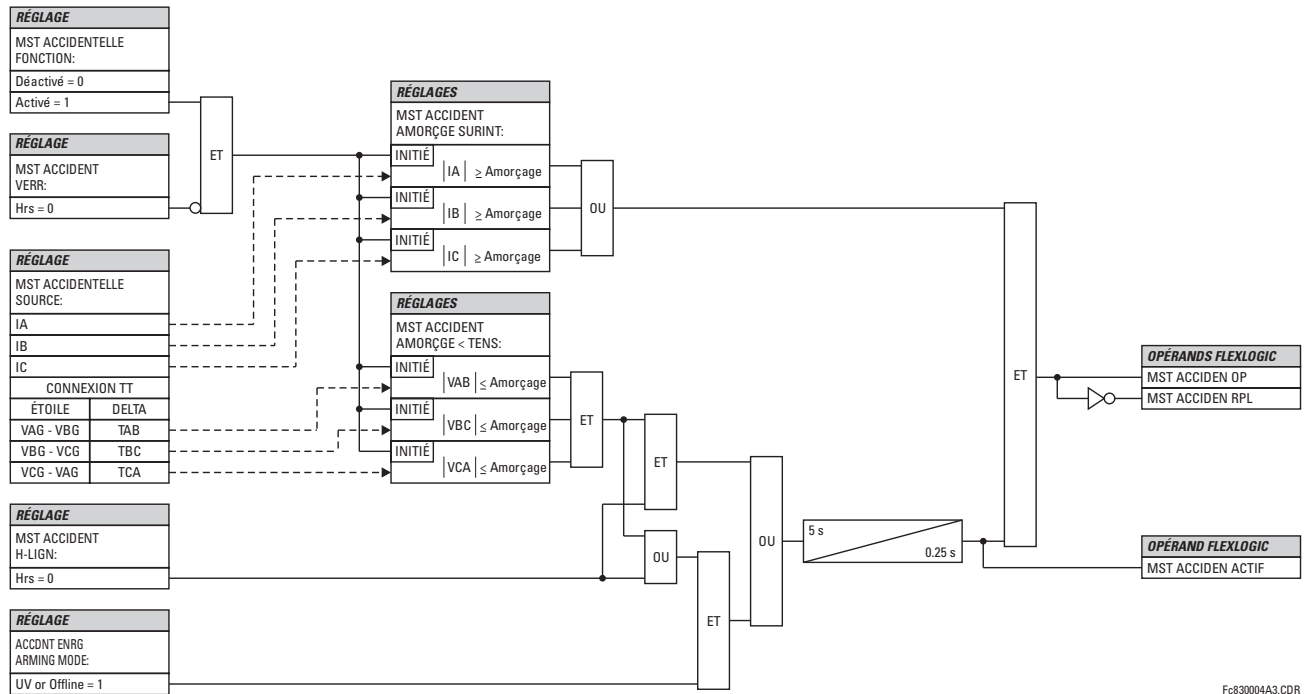 RÉGLAGE
MST ACCIDENTELLE
FONCTION:
Déactivé = 0
Activé = 1
RÉGLAGE
MST ACCIDENT
VERR:
Hrs = 0
ET
RÉGLAGE
MST ACCIDENTELLE
SOURCE:
IA
IB
IC
CONNEXION TT
ÉTOILE DELTA
VAG - VBG TAB
VBG - VCG TBC
VCG - VAG TCA
RÉGLAGE
MST ACCIDENT
H-LIGN:
Hrs = 0
RÉGLAGE
ACCDNT ENRG
ARMING MODE:
UV or Offline = 1
RÉGLAGES
MST ACCIDENT
AMORÇGE SURINT:
INITIÉ
|IA| ≥ Amorçage
INITIÉ
|IB| ≥ Amorçage
INITIÉ
|IC| ≥ Amorçage
OU
RÉGLAGES
MST ACCIDENT
AMORÇGE < TENS:
INITIÉ
|VAB| ≤ Amorçage
INITIÉ
|VBC| ≤ Amorçage
INITIÉ
|VCA| ≤ Amorçage
ET
ET
OU
ET
OU
5 s
0.25 s
ET
OPÉRANDS FLEXLOGIC
MST ACCIDEN OP
MST ACCIDEN RPL
OPÉRAND FLEXLOGIC
MST ACCIDEN ACTIF
Fc830004A3.CDR